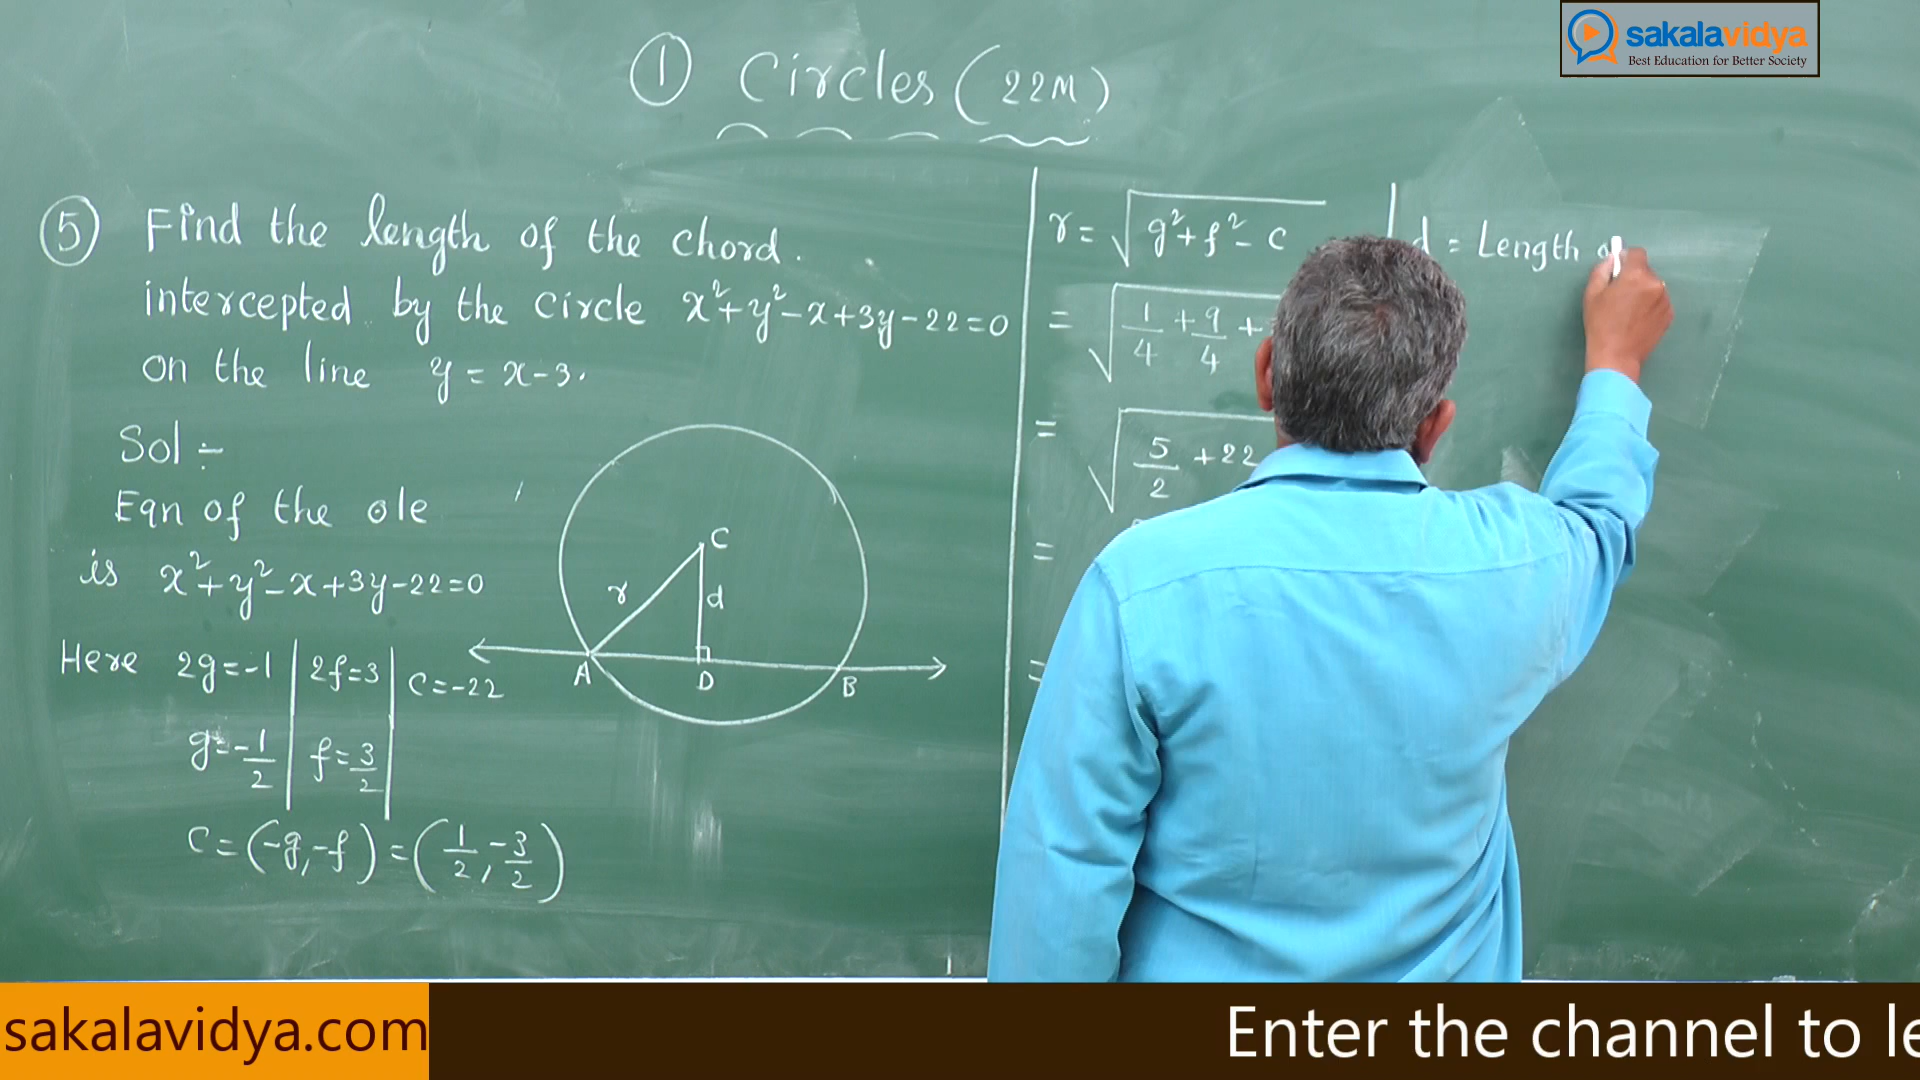 sakalavidya
Best Education for Better Society
① Circles (22M)
⑤ Find the length of the chord.
intercepted by the circle x²+y²-x+3y-22=0
on the line y = x-3.
Sol ÷
Eqn of the ole
is x²+y²-x+3y-22=0
Here 2g=-1 | 2f=3 | c=-22
g=-1/2 | f=3/2
C=(-g,-f)=(1/2,-3/2)
C
r
d
A
D
B
r = √g²+f²-c
= √1/4+9/4+
= √5/2+22
=
=
d = Length of
sakalavidya.com
Enter the channel to le